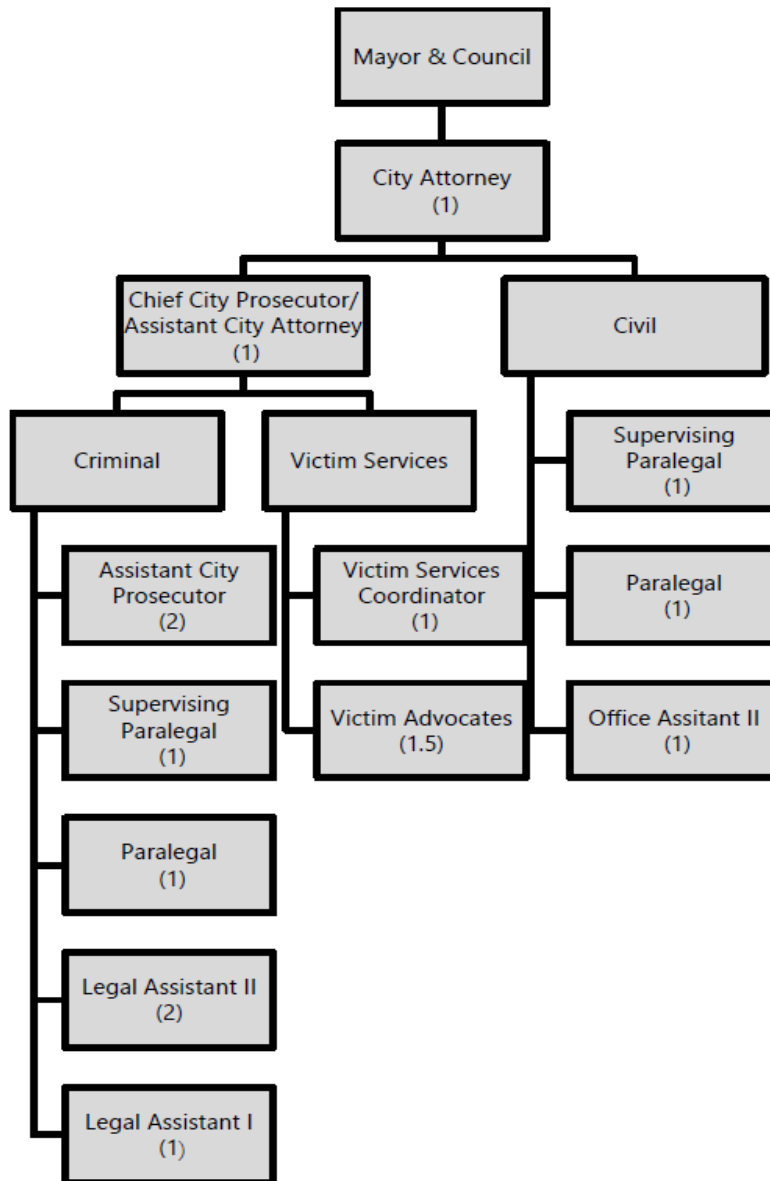 Mayor & Council
City Attorney
(1)
Chief City Prosecutor/
Assistant City Attorney
(1)
Civil
Criminal
Victim Services
Supervising
Paralegal
(1)
Assistant City
Prosecutor
(2)
Victim Services
Coordinator
(1)
Paralegal
(1)
Supervising
Paralegal
(1)
Victim Advocates
(1.5)
Office Assitant II
(1)
Paralegal
(1)
Legal Assistant II
(2)
Legal Assistant I
(1)